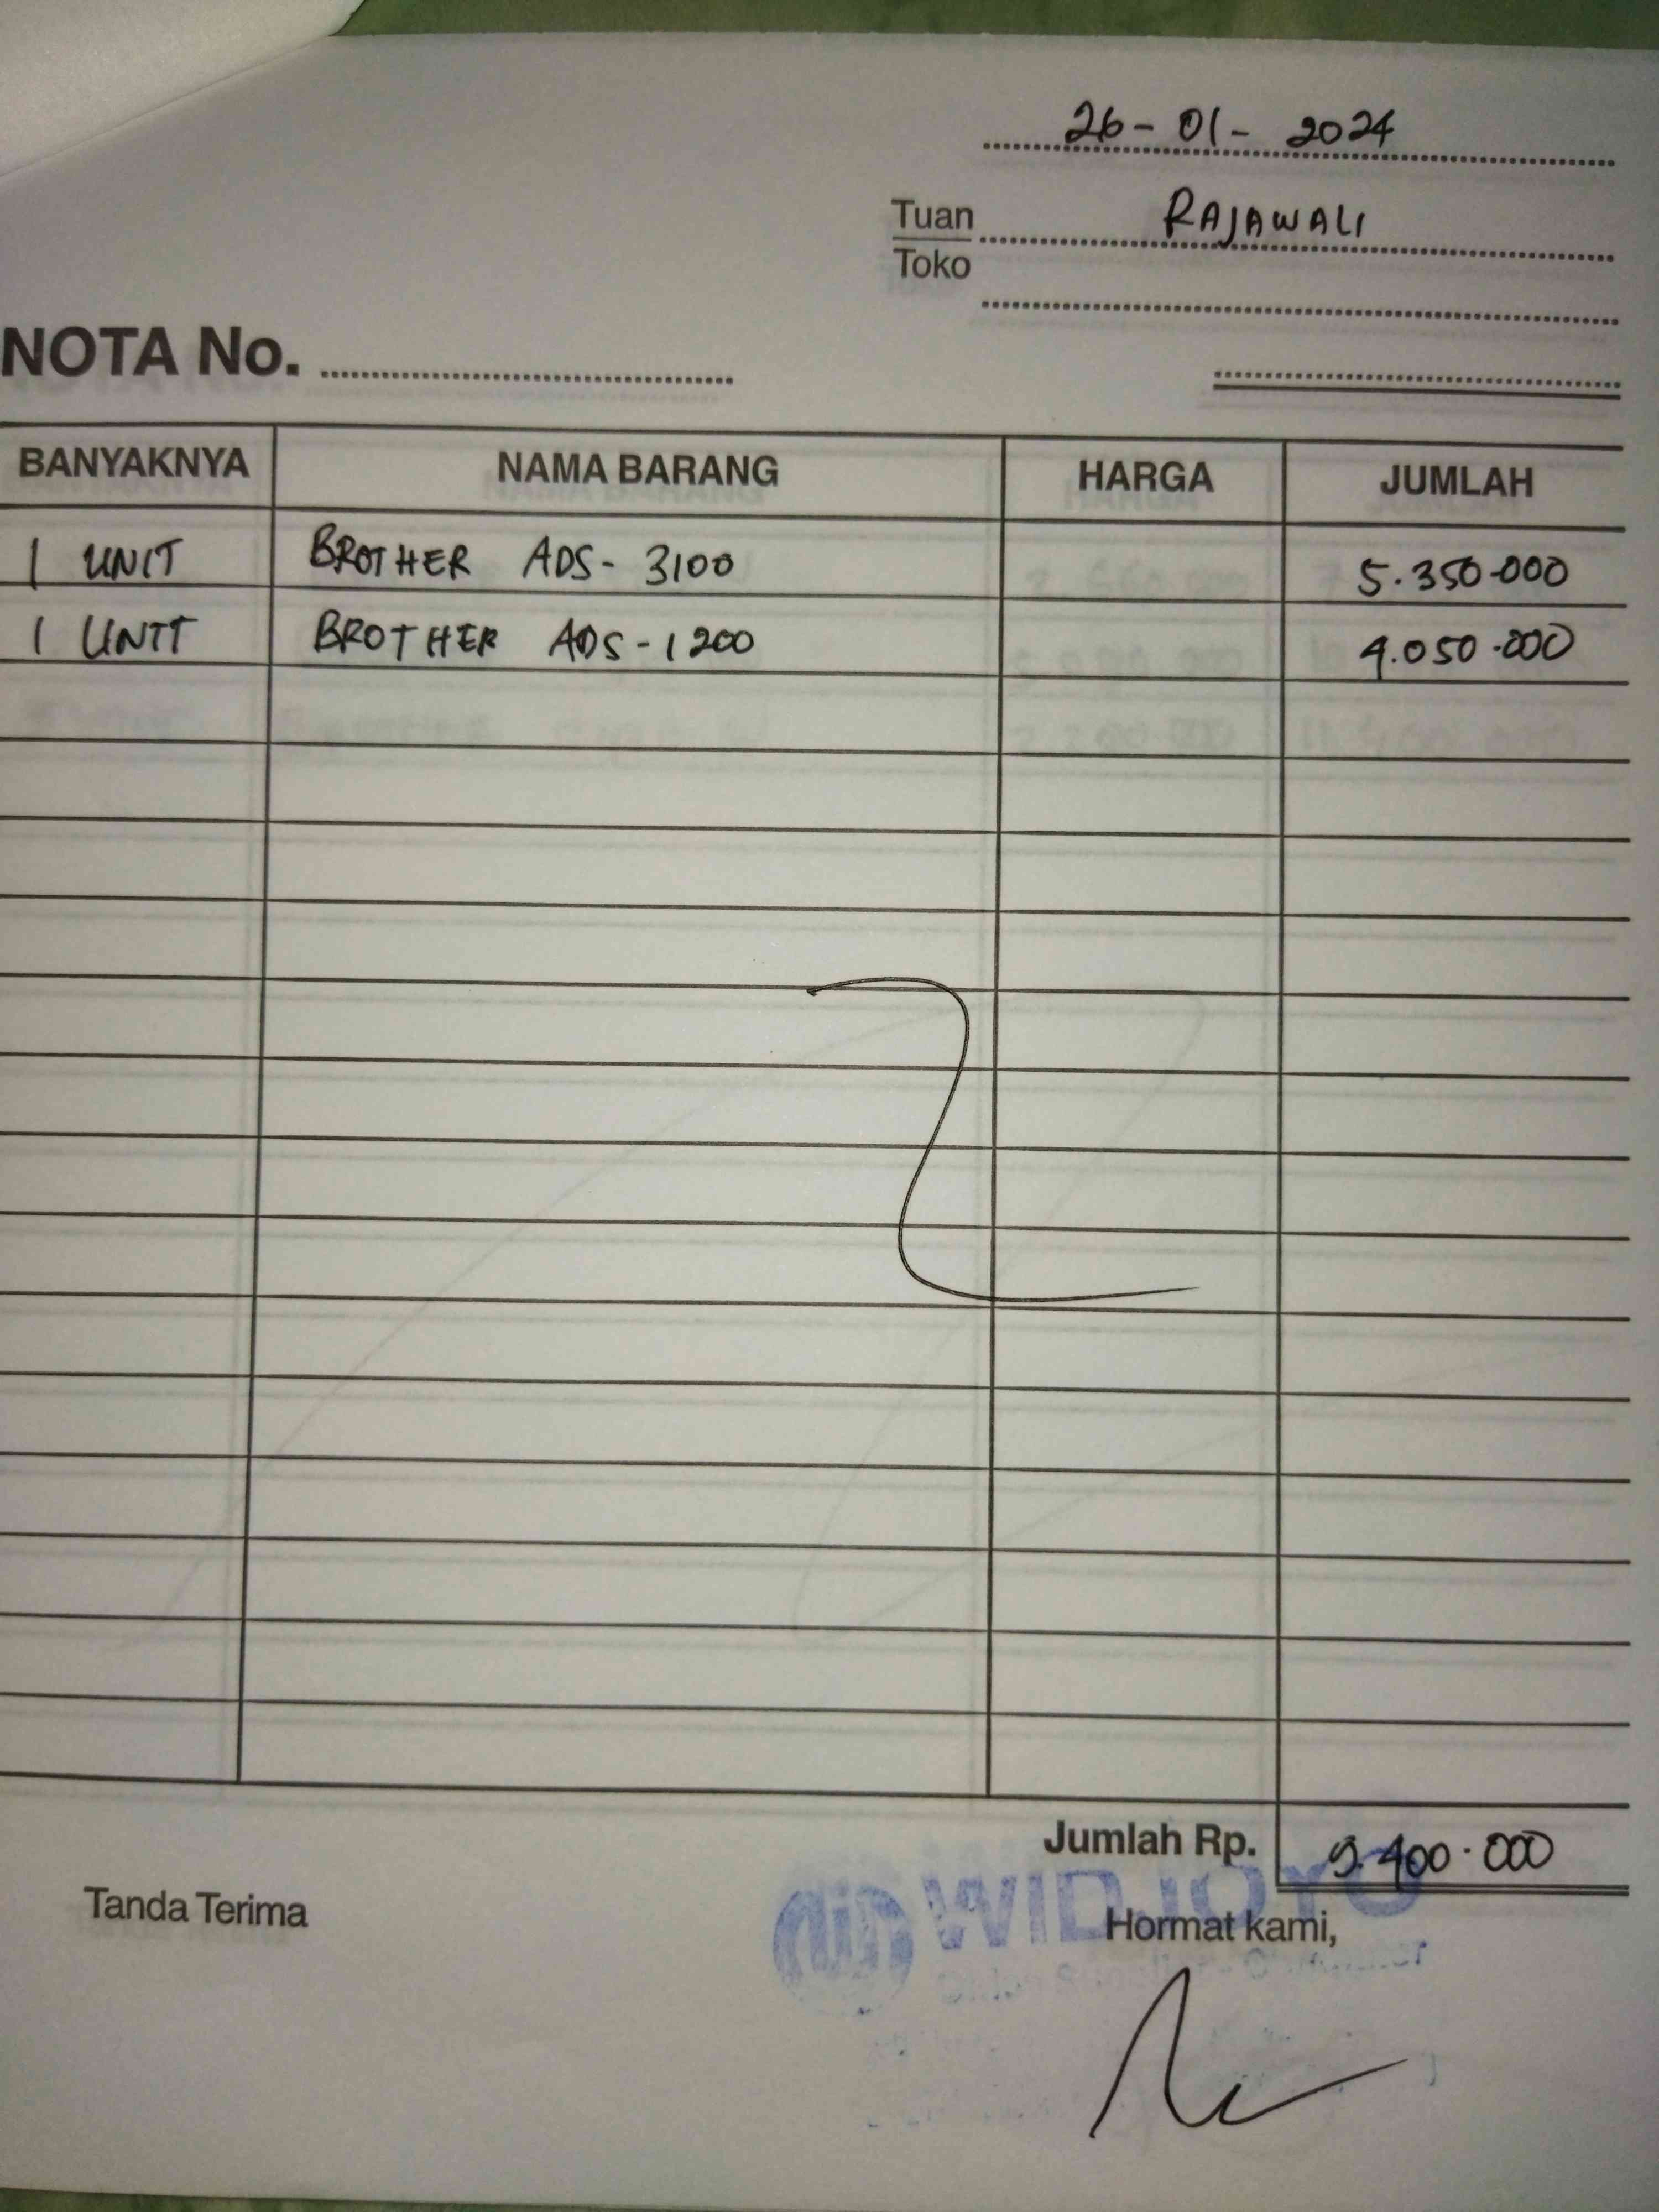 26-01-2024
Tuan RAJAWALI
Toko
NOTA No.
BANYAKNYA NAMA BARANG HARGA JUMLAH
1 UNIT BROTHER ADS-3100 5.350.000
1 UNIT BROTHER ADS-1200 4.050.000
Jumlah Rp. 9.400.000
WIDJOYO
Tanda Terima Hormat kami,